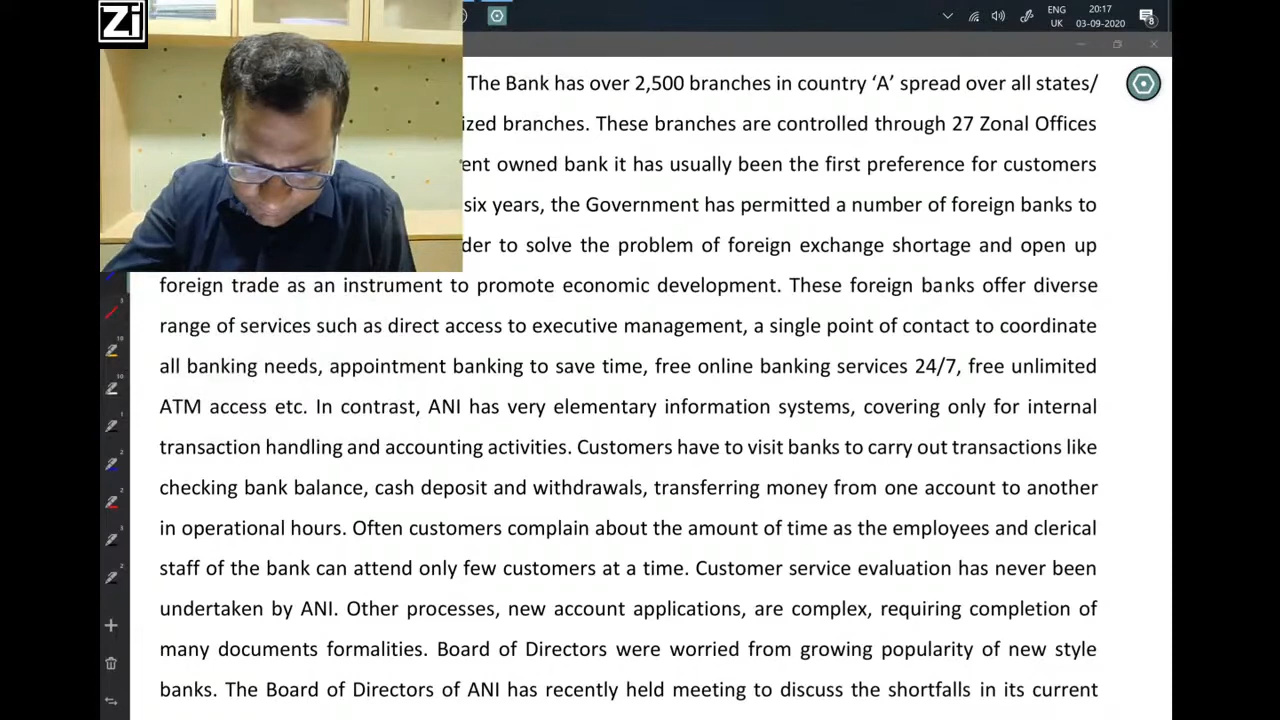 Zi
ENG
UK
20:17
03-09-2020
8
The Bank has over 2,500 branches in country ‘A’ spread over all states/
ized branches. These branches are controlled through 27 Zonal Offices
ent owned bank it has usually been the first preference for customers
six years, the Government has permitted a number of foreign banks to
der to solve the problem of foreign exchange shortage and open up
foreign trade as an instrument to promote economic development. These foreign banks offer diverse
range of services such as direct access to executive management, a single point of contact to coordinate
all banking needs, appointment banking to save time, free online banking services 24/7, free unlimited
ATM access etc. In contrast, ANI has very elementary information systems, covering only for internal
transaction handling and accounting activities. Customers have to visit banks to carry out transactions like
checking bank balance, cash deposit and withdrawals, transferring money from one account to another
in operational hours. Often customers complain about the amount of time as the employees and clerical
staff of the bank can attend only few customers at a time. Customer service evaluation has never been
undertaken by ANI. Other processes, new account applications, are complex, requiring completion of
many documents formalities. Board of Directors were worried from growing popularity of new style
banks. The Board of Directors of ANI has recently held meeting to discuss the shortfalls in its current